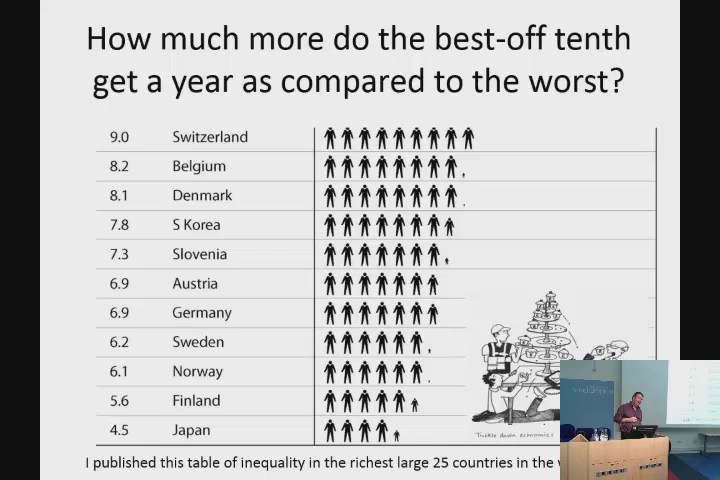 How much more do the best-off tenth
get a year as compared to the worst?
9.0 Switzerland
8.2 Belgium
8.1 Denmark
7.8 S Korea
7.3 Slovenia
6.9 Austria
6.9 Germany
6.2 Sweden
6.1 Norway
5.6 Finland
4.5 Japan
Trickle down economics
I published this table of inequality in the richest large 25 countries in the